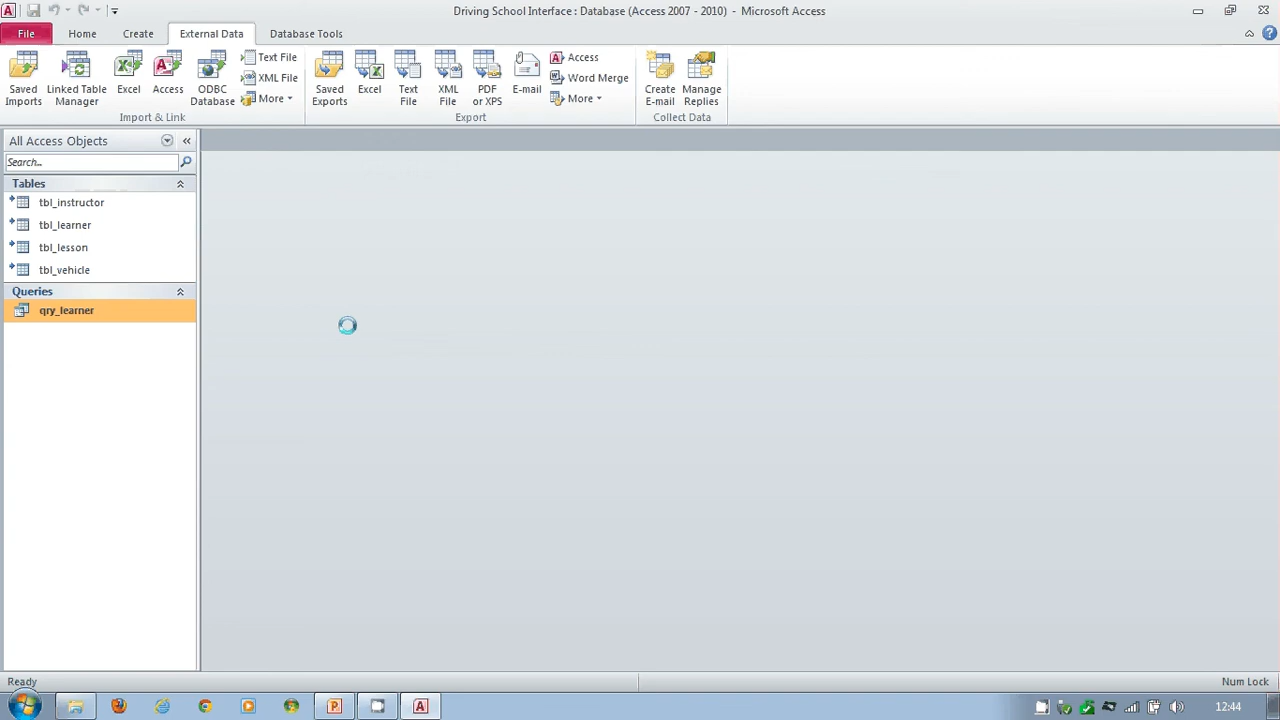 Driving School Interface : Database (Access 2007 - 2010) - Microsoft Access
File Home Create External Data Database Tools
Saved Imports
Linked Table Manager
Excel
Access
ODBC Database
Text File
XML File
More
Import & Link
Saved Exports
Excel
Text File
XML File
PDF or XPS
E-mail
Access
Word Merge
More
Export
Create E-mail
Manage Replies
Collect Data
All Access Objects
Search...
Tables
tbl_instructor
tbl_learner
tbl_lesson
tbl_vehicle
Queries
qry_learner
Ready
Num Lock
12:44